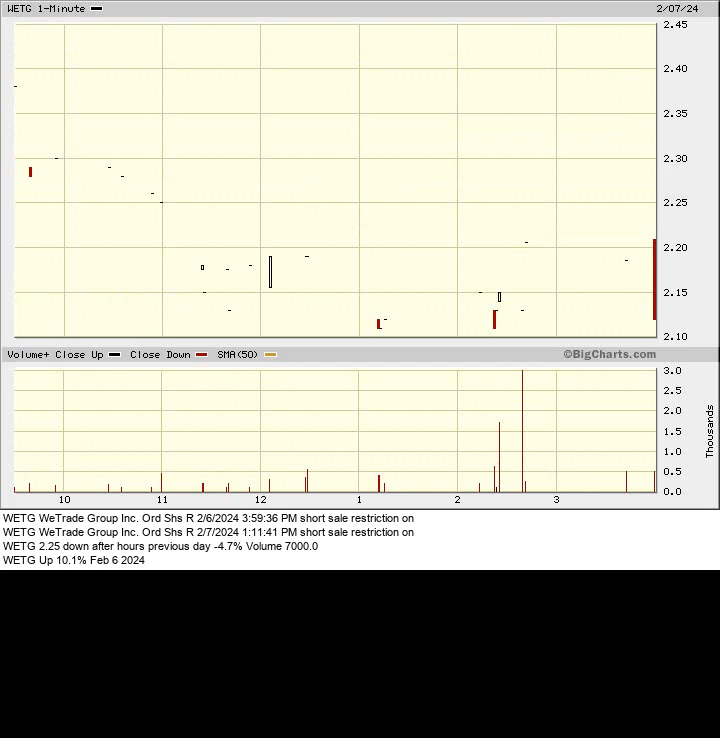 WETG 1-Minute 2/07/24
2.45
2.40
2.35
2.30
2.25
2.20
2.15
2.10
Volume+ Close Up Close Down SMA(50) ©BigCharts.com
3.0
2.5
2.0
1.5
1.0
0.5
0.0
Thousands
10 11 12 1 2 3
WETG WeTrade Group Inc. Ord Shs R 2/6/2024 3:59:36 PM short sale restriction on
WETG WeTrade Group Inc. Ord Shs R 2/7/2024 1:11:41 PM short sale restriction on
WETG 2.25 down after hours previous day -4.7% Volume 7000.0
WETG Up 10.1% Feb 6 2024